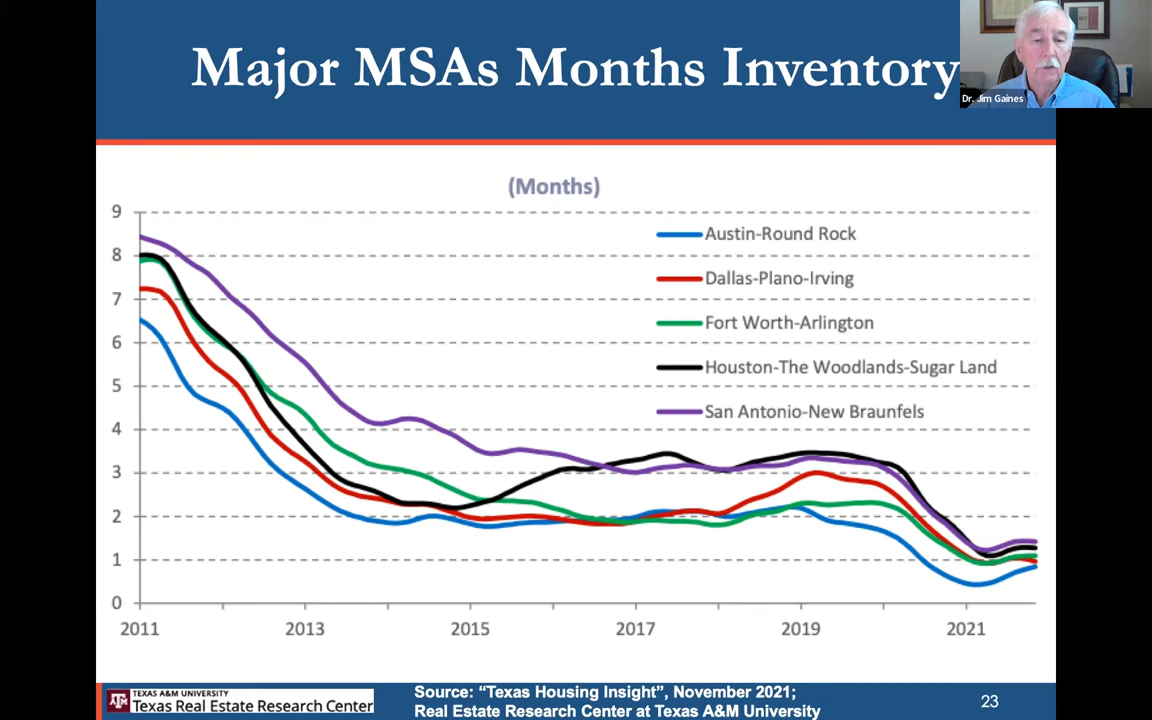 Major MSAs Months Inventory
Dr. Jim Gaines
(Months)
9
8
7
6
5
4
3
2
1
0
Austin-Round Rock
Dallas-Plano-Irving
Fort Worth-Arlington
Houston-The Woodlands-Sugar Land
San Antonio-New Braunfels
2011 2013 2015 2017 2019 2021
TEXAS A&M UNIVERSITY
Texas Real Estate Research Center
Source: “Texas Housing Insight”, November 2021;
Real Estate Research Center at Texas A&M University
23